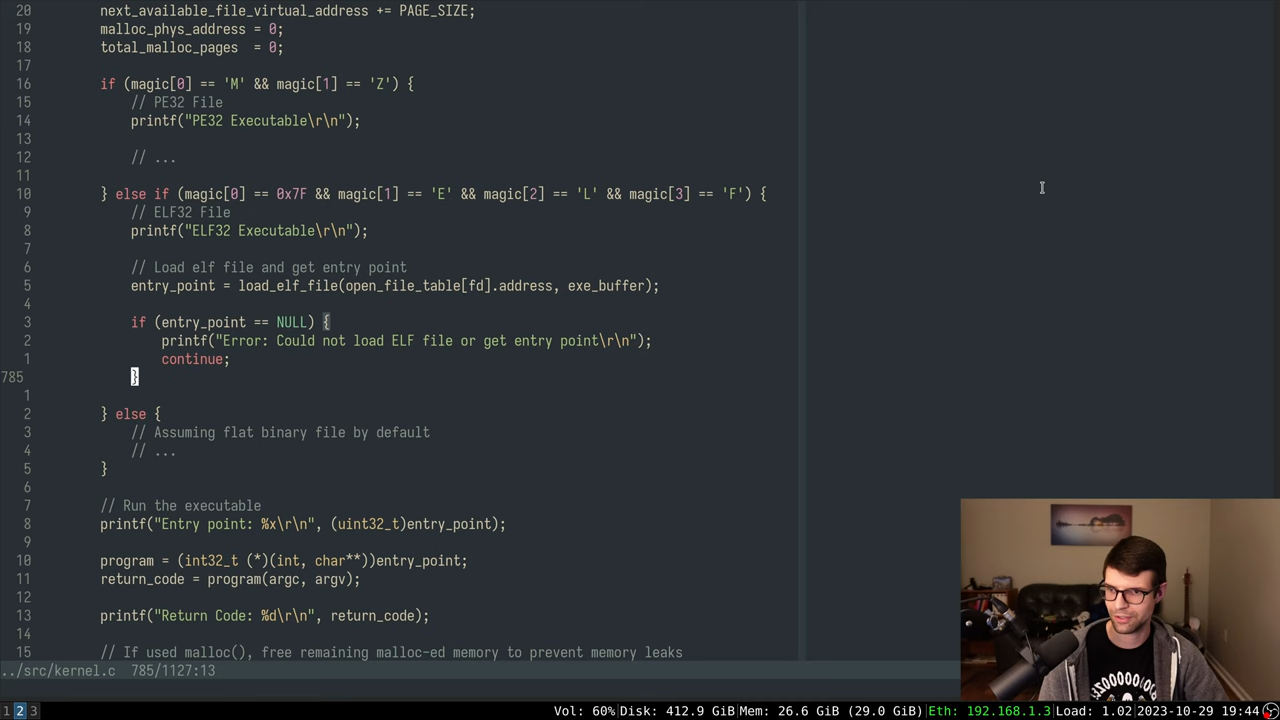 20          next_available_file_virtual_address += PAGE_SIZE;
19          malloc_phys_address = 0;
18          total_malloc_pages  = 0;
17
16          if (magic[0] == 'M' && magic[1] == 'Z') {
15              // PE32 File
14              printf("PE32 Executable\r\n");
13
12              // ...
11
10          } else if (magic[0] == 0x7F && magic[1] == 'E' && magic[2] == 'L' && magic[3] == 'F') {
9              // ELF32 File
8              printf("ELF32 Executable\r\n");
7
6              // Load elf file and get entry point
5              entry_point = load_elf_file(open_file_table[fd].address, exe_buffer);
4
3              if (entry_point == NULL) {
2                  printf("Error: Could not load ELF file or get entry point\r\n");
1                  continue;
785              }
1
2          } else {
3              // Assuming flat binary file by default
4              // ...
5          }
6
7          // Run the executable
8          printf("Entry point: %x\r\n", (uint32_t)entry_point);
9
10          program = (int32_t (*)(int, char**))entry_point;
11          return_code = program(argc, argv);
12
13          printf("Return Code: %d\r\n", return_code);
14
15          // If used malloc(), free remaining malloc-ed memory to prevent memory leaks
../src/kernel.c  785/1127:13
1 2 3 Vol: 60%|Disk: 412.9 GiB|Mem: 26.6 GiB (29.0 GiB)|Eth: 192.168.1.3|Load: 1.02 2023-10-29 19:44